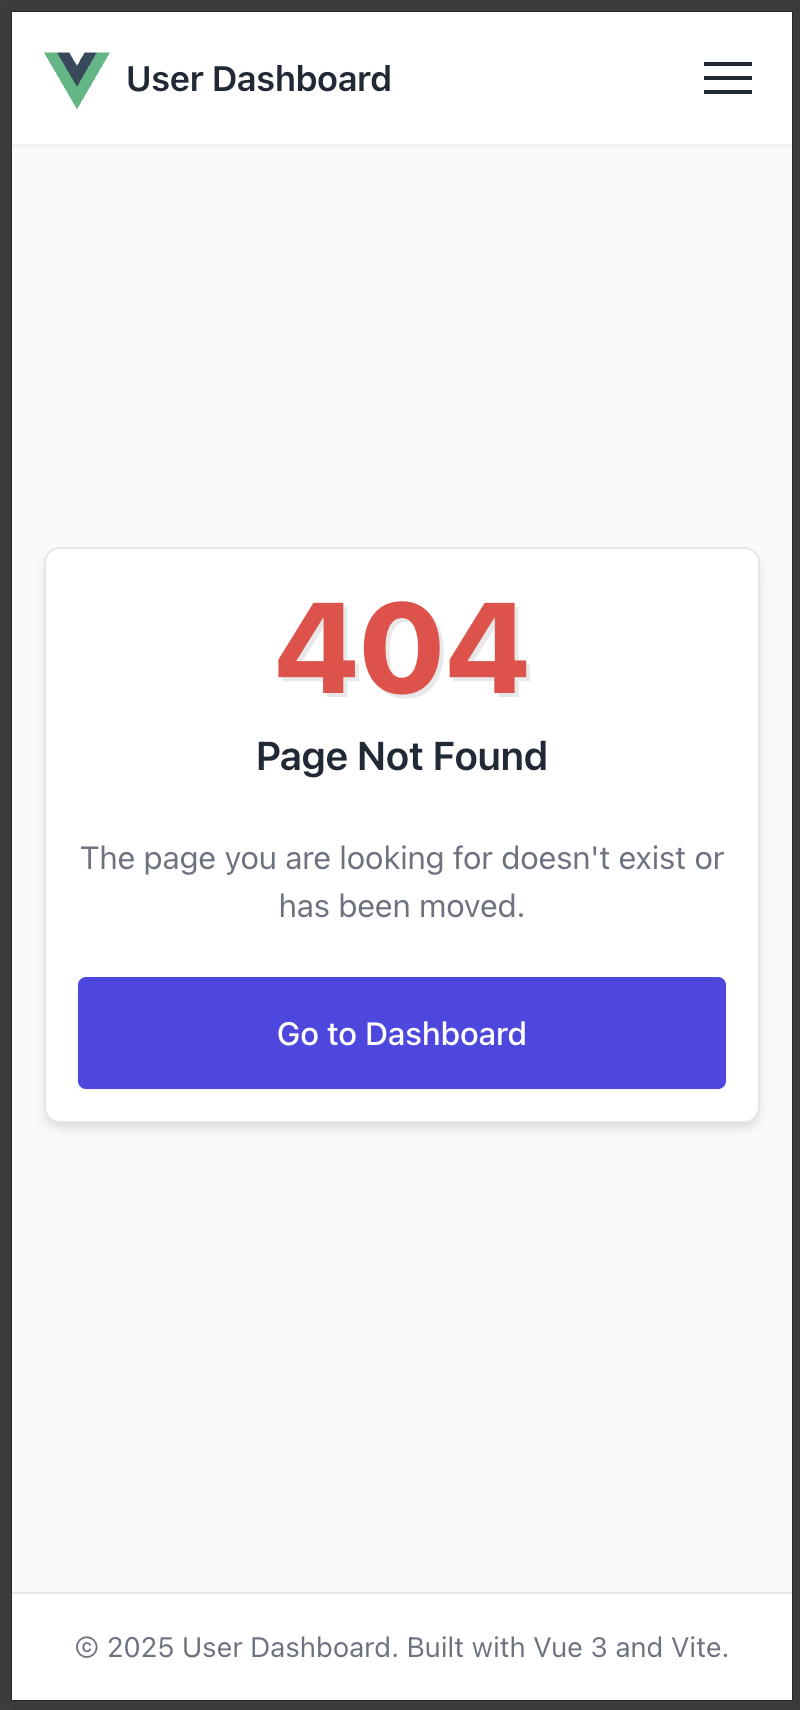 User Dashboard
404
Page Not Found
The page you are looking for doesn't exist or
has been moved.
Go to Dashboard
© 2025 User Dashboard. Built with Vue 3 and Vite.